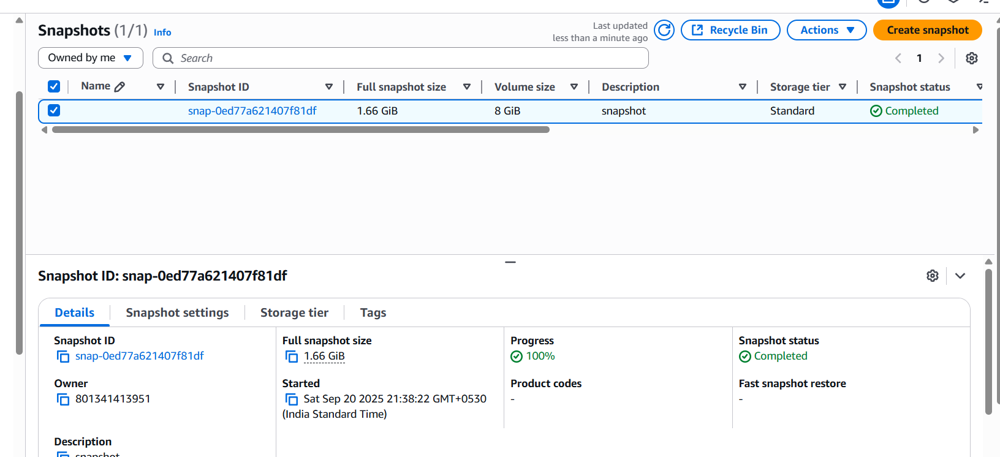 Snapshots (1/1) Info
Last updated
less than a minute ago
Recycle Bin
Actions
Create snapshot
Owned by me
Search
1
Name
Snapshot ID
Full snapshot size
Volume size
Description
Storage tier
Snapshot status
snap-0ed77a621407f81df
1.66 GiB
8 GiB
snapshot
Standard
Completed
Snapshot ID: snap-0ed77a621407f81df
Details
Snapshot settings
Storage tier
Tags
Snapshot ID
snap-0ed77a621407f81df
Full snapshot size
1.66 GiB
Progress
100%
Snapshot status
Completed
Owner
801341413951
Started
Sat Sep 20 2025 21:38:22 GMT+0530
(India Standard Time)
Product codes
-
Fast snapshot restore
-
Description
snapshot